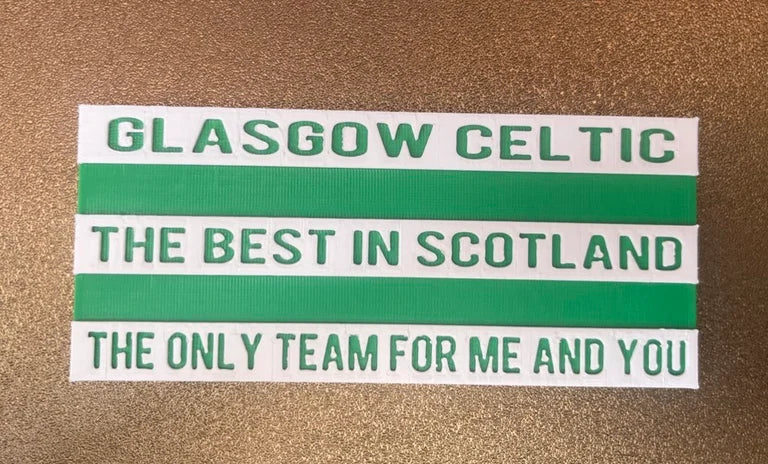 GLASGOW CELTIC
THE BEST IN SCOTLAND
THE ONLY TEAM FOR ME AND YOU